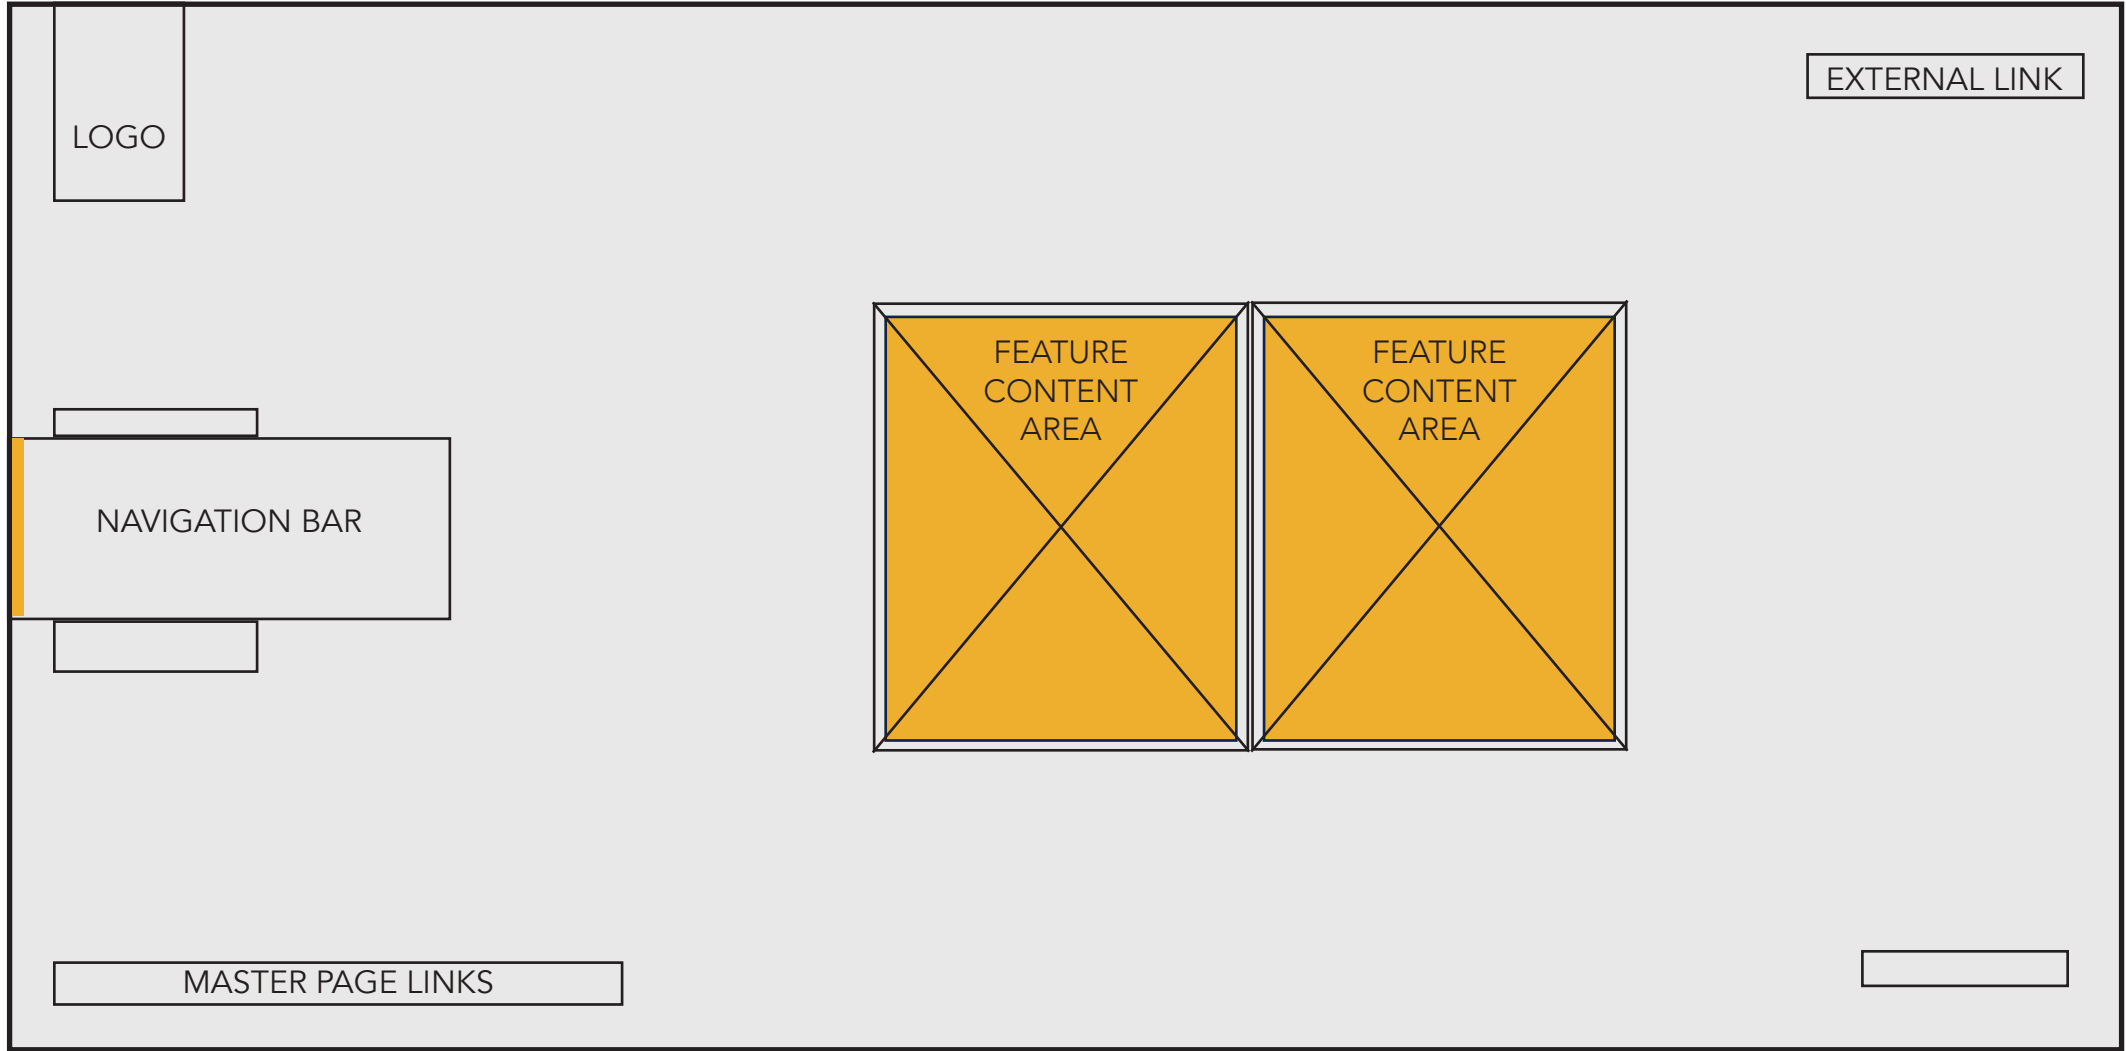 EXTERNAL LINK
LOGO
FEATURE
CONTENT
AREA
FEATURE
CONTENT
AREA
NAVIGATION BAR
MASTER PAGE LINKS